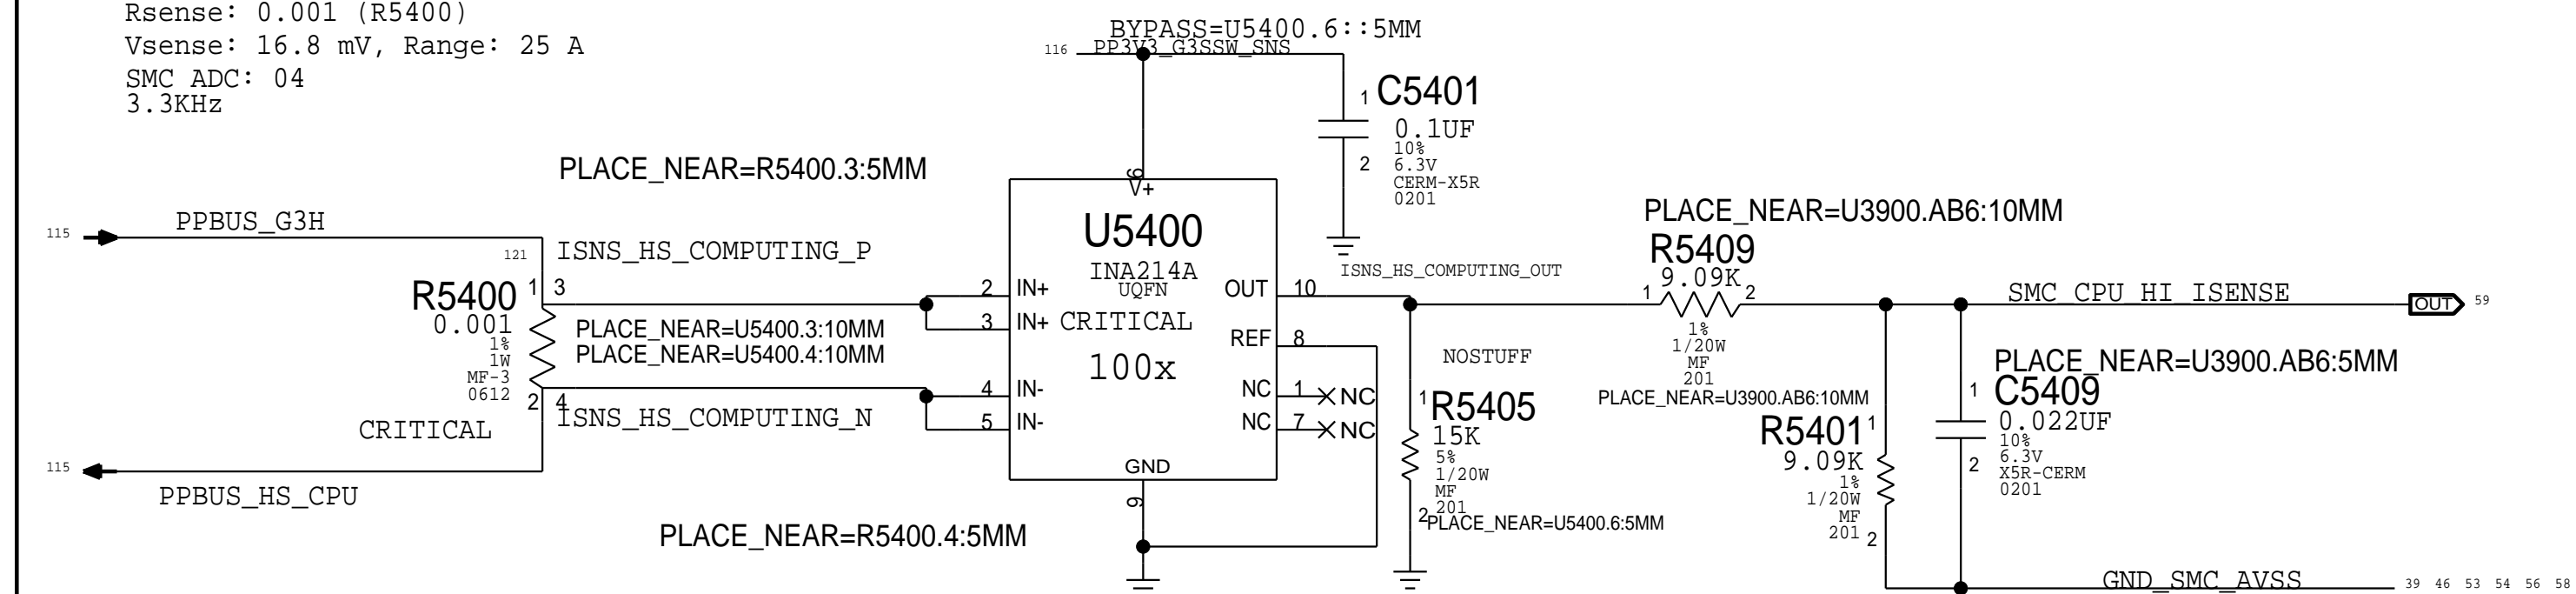 Rsense: 0.001 (R5400)
Vsense: 16.8 mV, Range: 25 A
SMC ADC: 04
3.3KHz
BYPASS=U5400.6::5MM
116 PP3V3_G3SSW_SNS
1 C5401
0.1UF
10%
2 6.3V
CERM-X5R
0201
PLACE_NEAR=R5400.3:5MM
6
V+
U5400
INA214A
UQFN
CRITICAL
100x
2 IN+
3 IN+
4 IN-
5 IN-
OUT 10
REF 8
NC 1 NC
NC 7 NC
GND
9
115 PPBUS_G3H
121 ISNS_HS_COMPUTING_P
1 3
R5400
0.001
1%
1W
MF-3
0612
2 4
CRITICAL
PLACE_NEAR=U5400.3:10MM
PLACE_NEAR=U5400.4:10MM
ISNS_HS_COMPUTING_N
115
PPBUS_HS_CPU
PLACE_NEAR=R5400.4:5MM
ISNS_HS_COMPUTING_OUT
NOSTUFF
1 R5405
15K
5%
1/20W
MF
201
2
PLACE_NEAR=U5400.6:5MM
PLACE_NEAR=U3900.AB6:10MM
R5409
9.09K
1 2
1%
1/20W
MF
201
PLACE_NEAR=U3900.AB6:10MM
R5401 1
9.09K
1%
1/20W
MF
201 2
SMC_CPU_HI_ISENSE OUT 59
PLACE_NEAR=U3900.AB6:5MM
1 C5409
0.022UF
10%
2 6.3V
X5R-CERM
0201
GND_SMC_AVSS 39 46 53 54 56 58